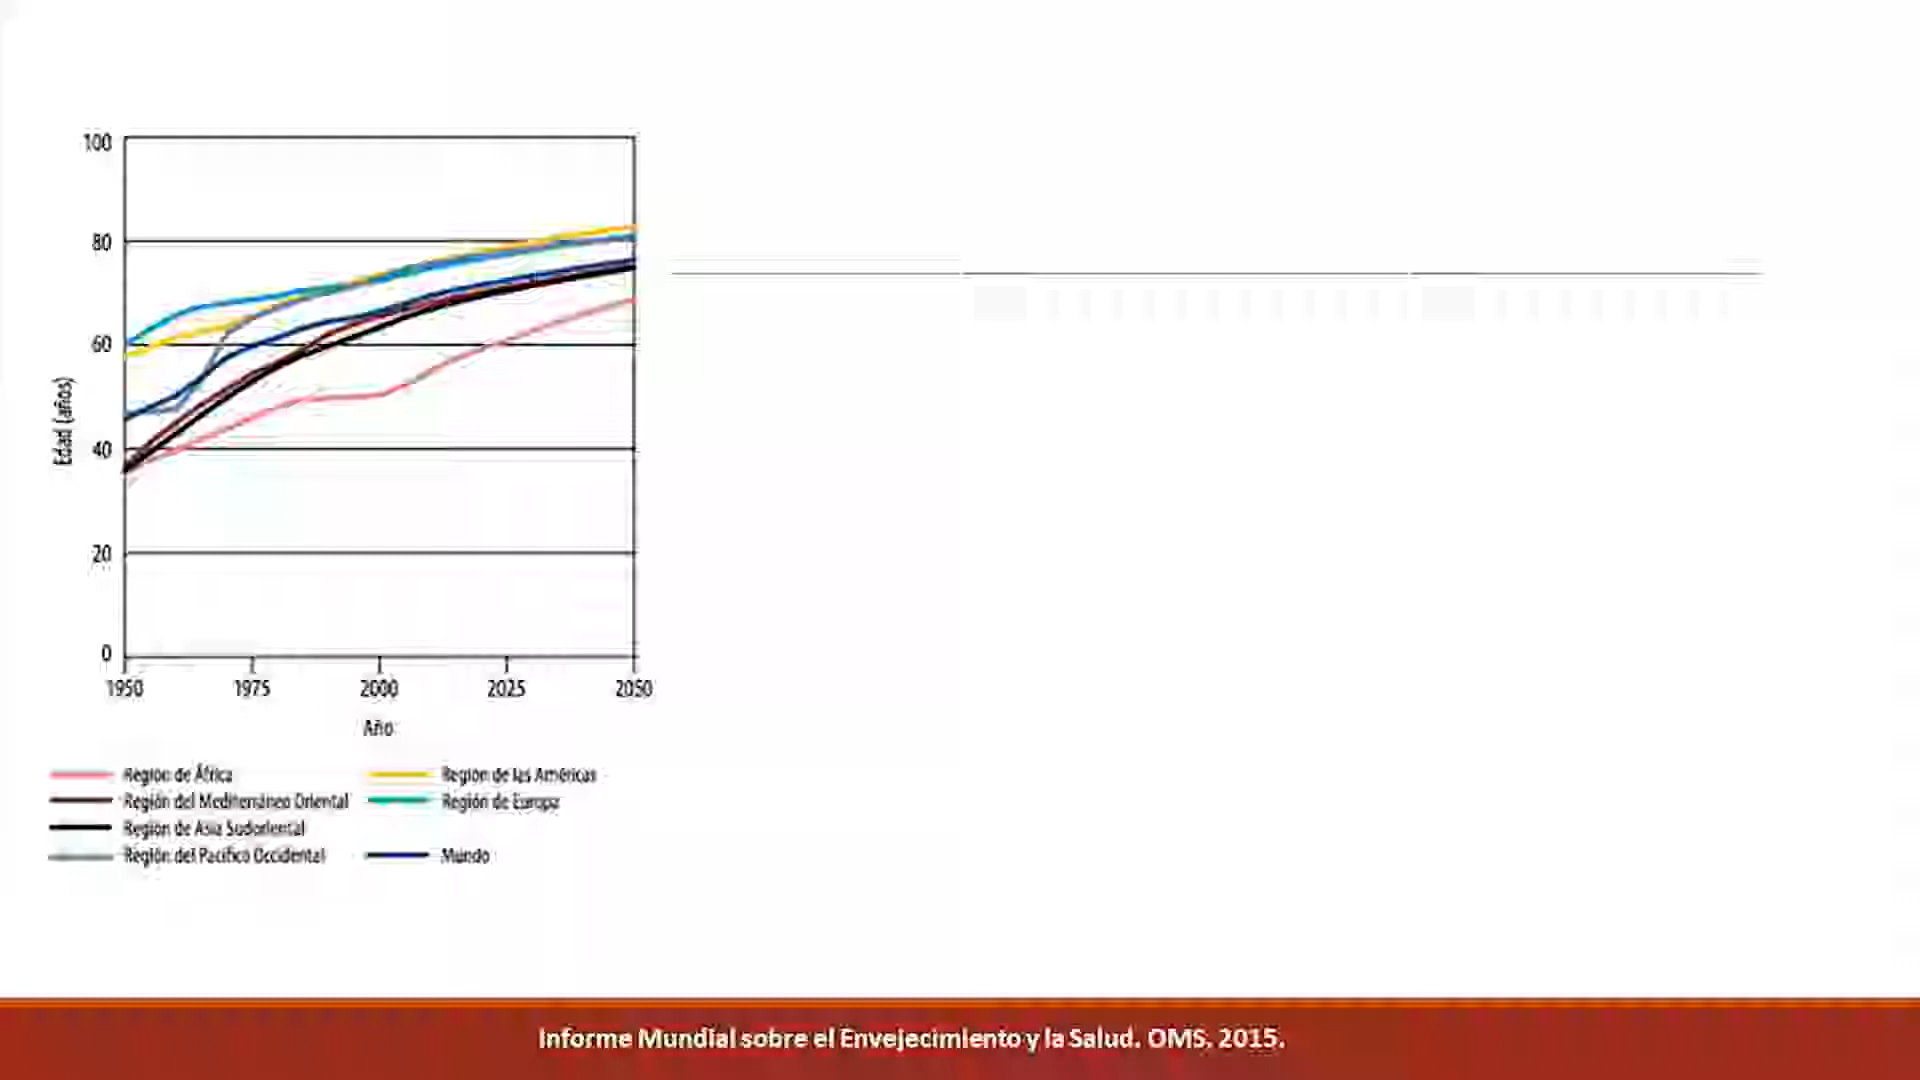 100
80
60
40
20
0
Edad (años)
1950 1975 2000 2025 2050
Año
Región de África
Región de las Américas
Región del Mediterráneo Oriental
Región de Europa
Región de Asia Sudoriental
Región del Pacífico Occidental
Mundo
Informe Mundial sobre el Envejecimiento y la Salud. OMS. 2015.